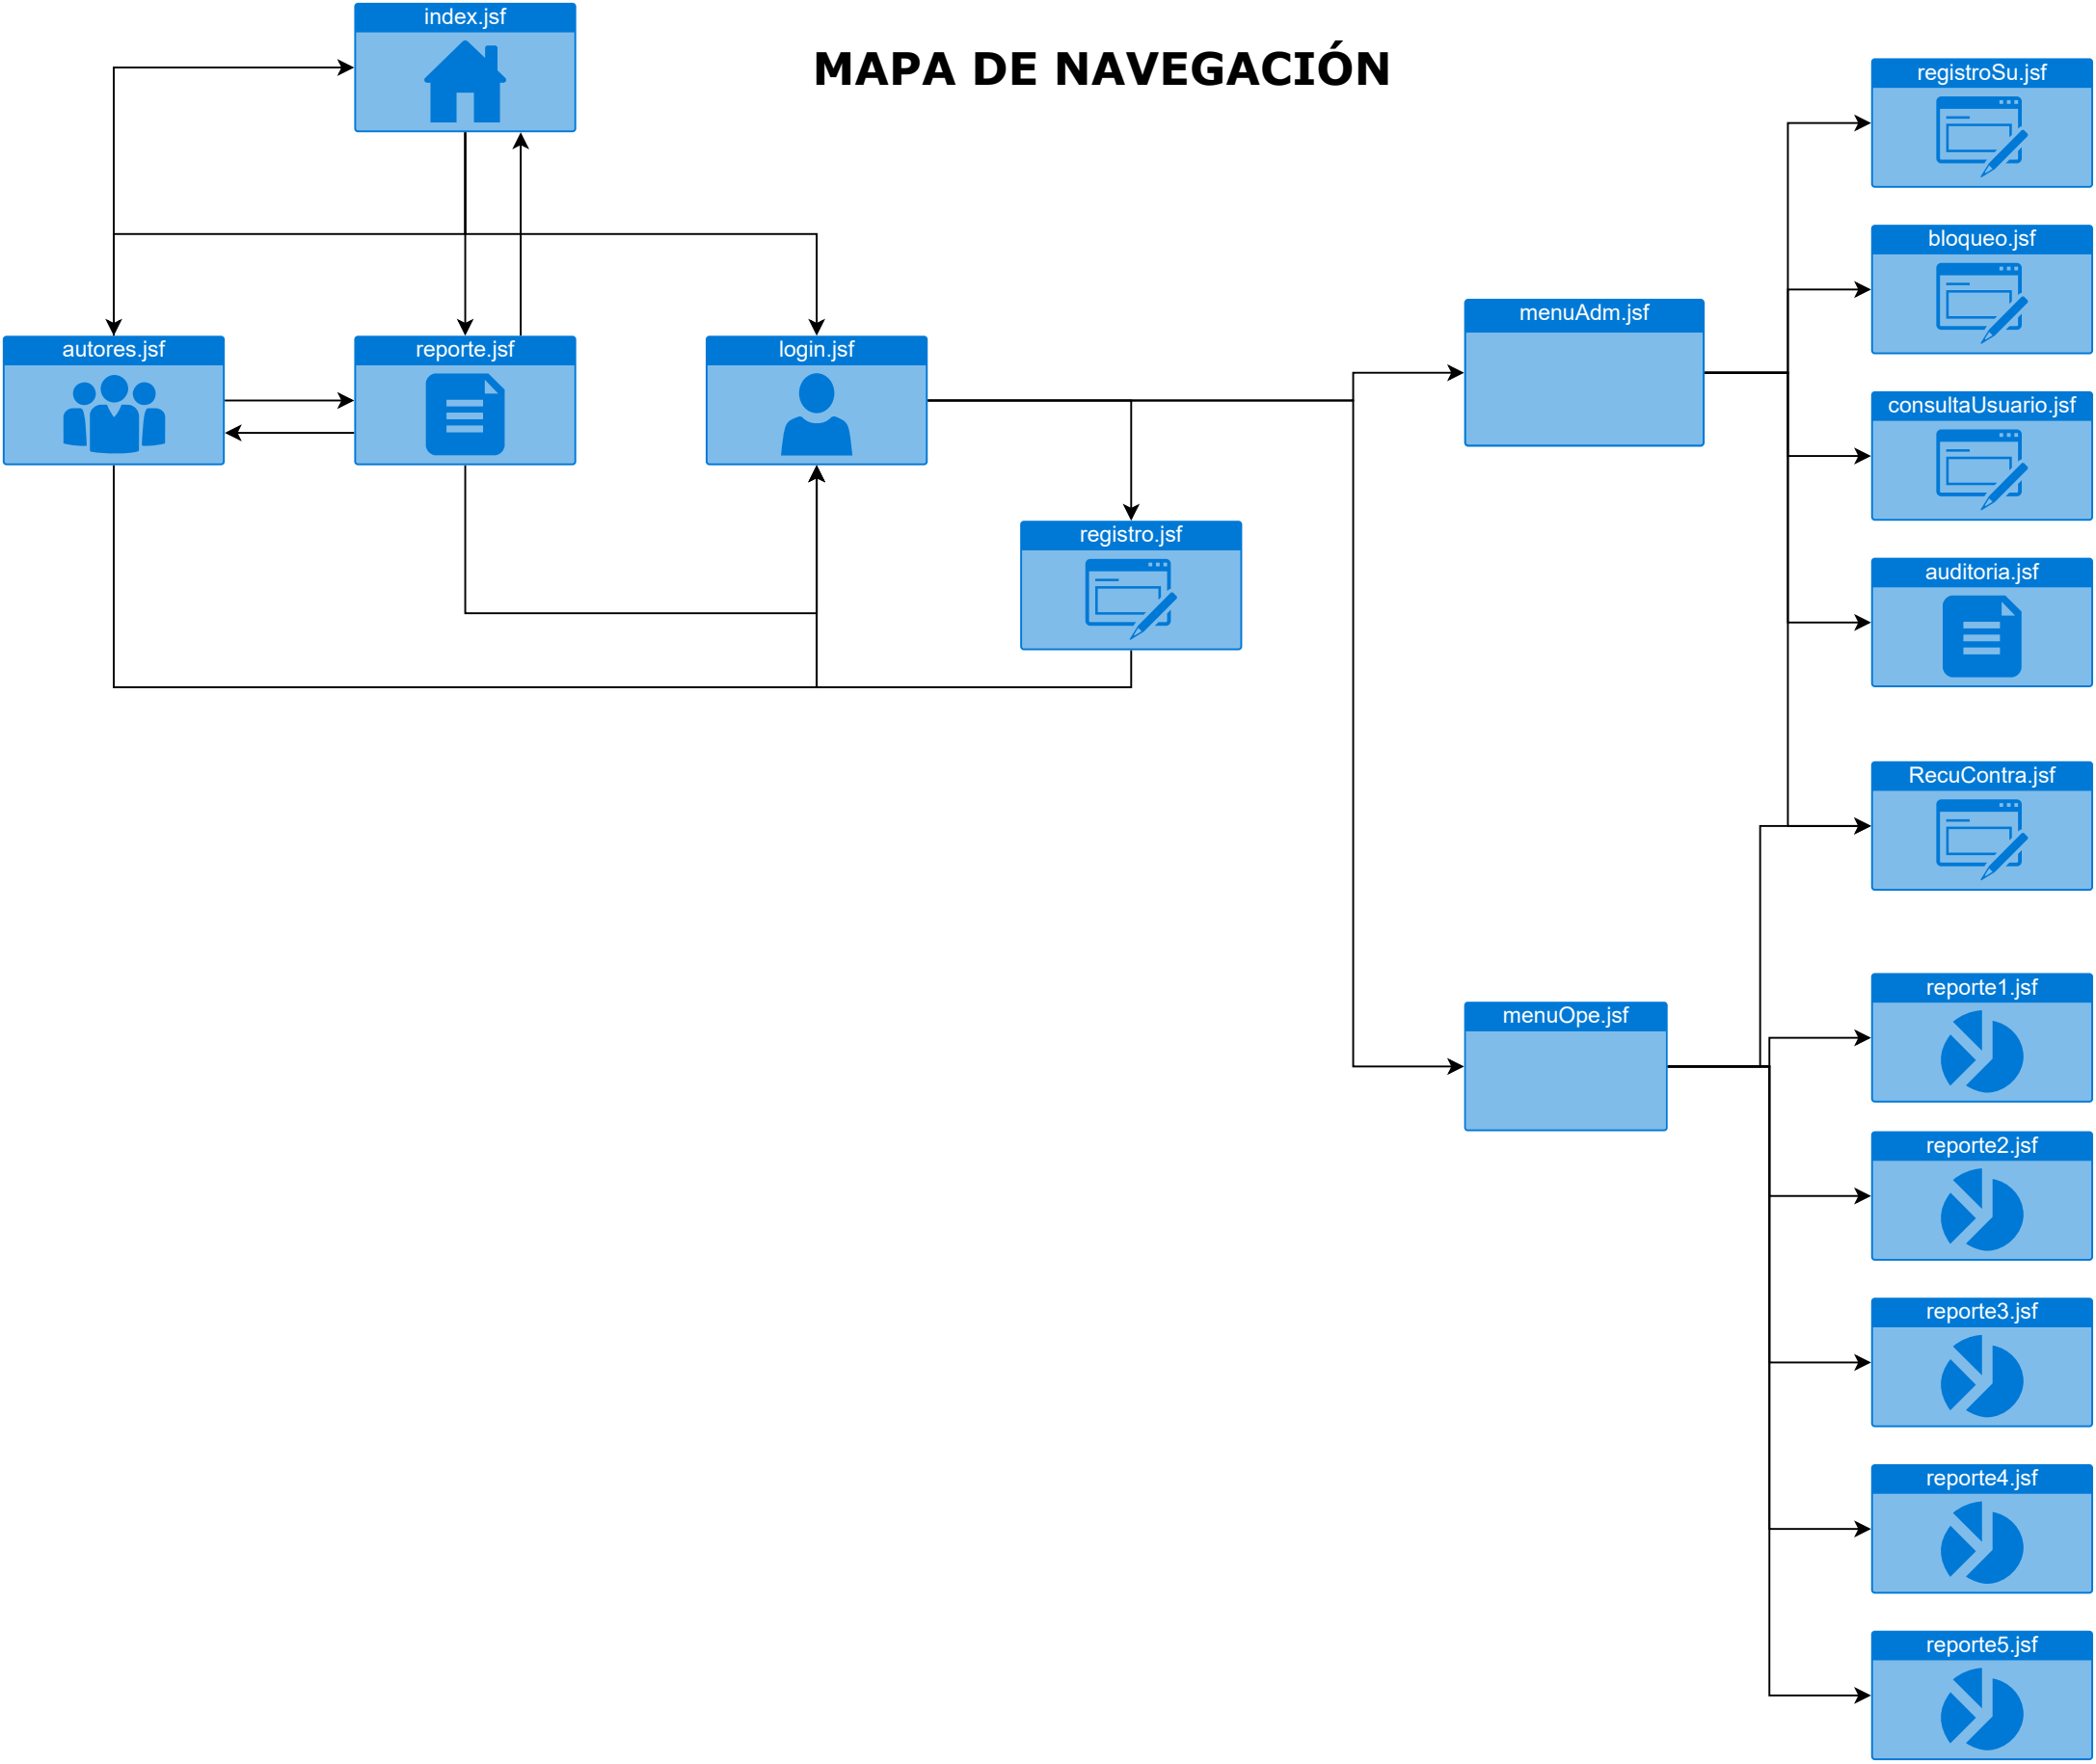 index.jsf
MAPA DE NAVEGACIÓN
registroSu.jsf
bloqueo.jsf
menuAdm.jsf
autores.jsf
reporte.jsf
login.jsf
consultaUsuario.jsf
registro.jsf
auditoria.jsf
RecuContra.jsf
reporte1.jsf
menuOpe.jsf
reporte2.jsf
reporte3.jsf
reporte4.jsf
reporte5.jsf